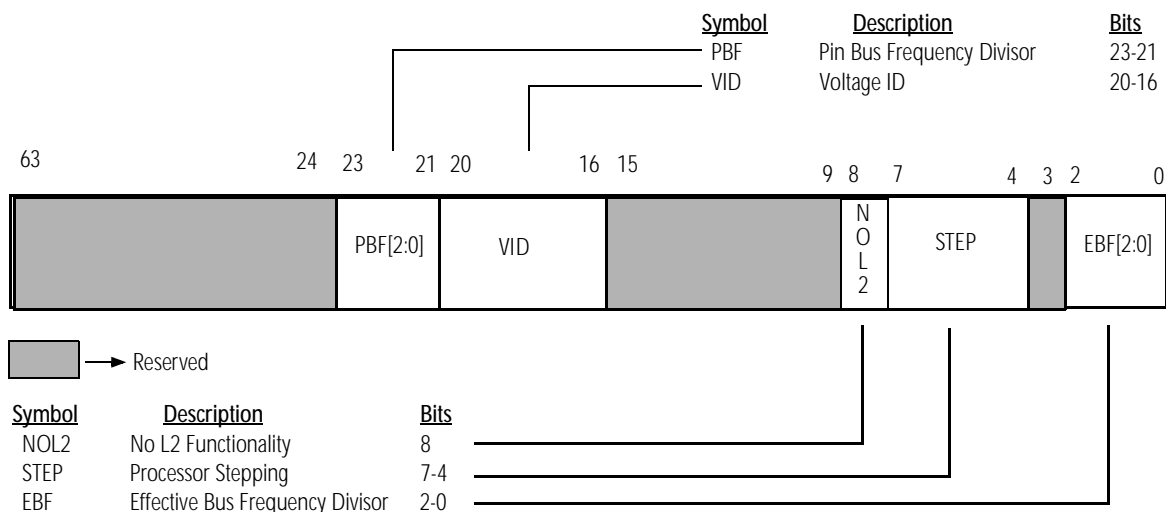 Symbol Description Bits
PBF Pin Bus Frequency Divisor 23-21
VID Voltage ID 20-16
63 24 23 21 20 16 15 9 8 7 4 3 2 0
PBF[2:0] VID N O L 2 STEP EBF[2:0]
Reserved
Symbol Description Bits
NOL2 No L2 Functionality 8
STEP Processor Stepping 7-4
EBF Effective Bus Frequency Divisor 2-0